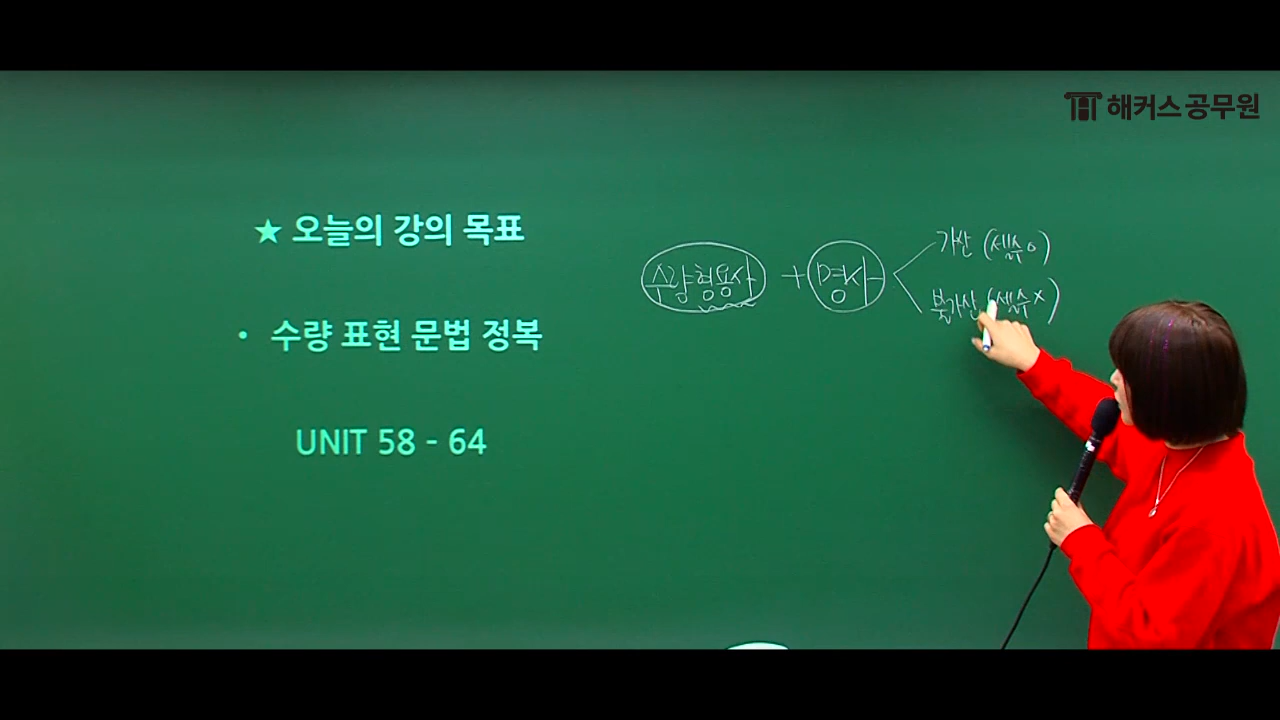 해커스 공무원
★ 오늘의 강의 목표
• 수량 표현 문법 정복
UNIT 58 - 64
수량형용사 + 명사
가산 (셀수o)
불가산 (셀수x)